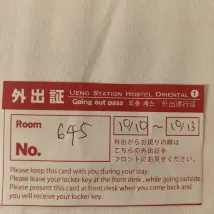 外出証 UENO STATION HOSTEL ORIENTAL ①
Going out pass 외출 패스 外出通行证
Room No. 645 10/10 ~ 10/13
外出からお戻りの際は
こちらの外出証を
フロントにお見せください。
Please keep this card with you during your stay.
Please leave your locker key at the front desk, while going outside.
Please present this card at front desk when you come back and
you will receive your locker key.